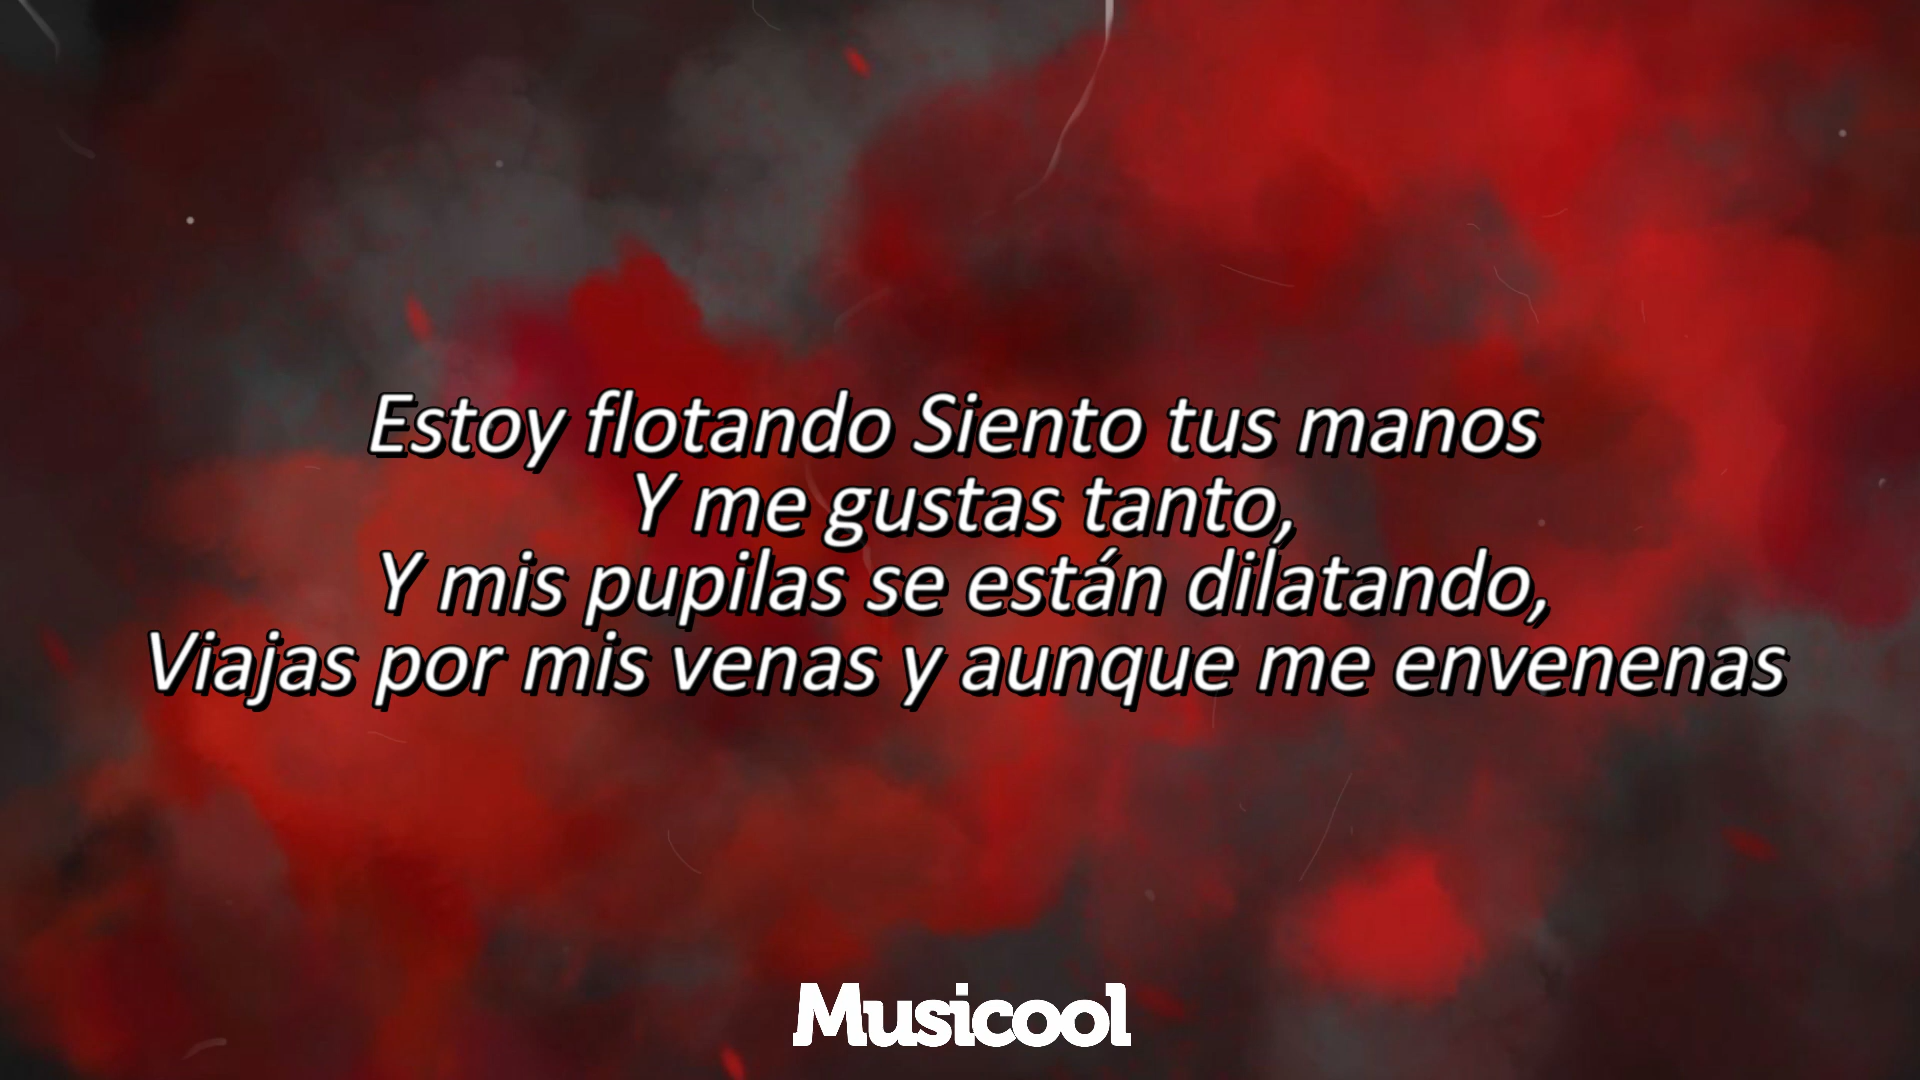 Estoy flotando Siento tus manos
Y me gustas tanto,
Y mis pupilas se están dilatando,
Viajas por mis venas y aunque me envenenas
Musicool